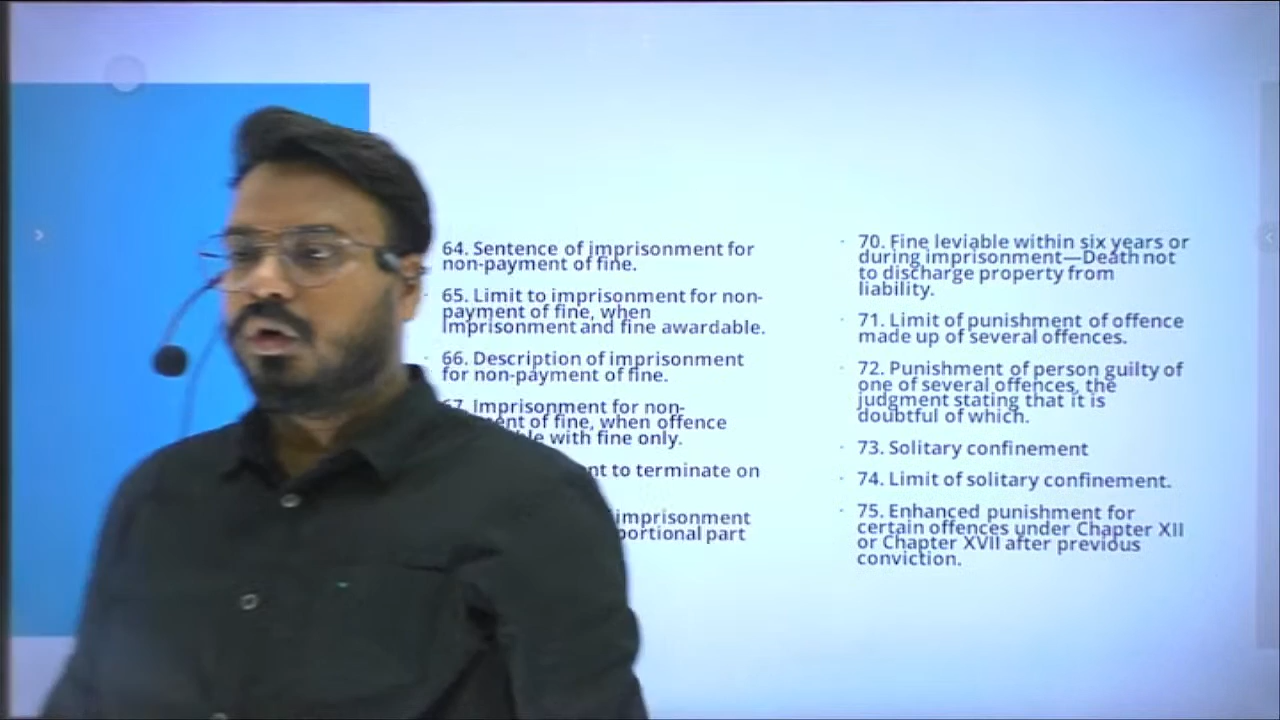 64. Sentence of imprisonment for
non-payment of fine.
65. Limit to imprisonment for non-
payment of fine, when
imprisonment and fine awardable.
66. Description of imprisonment
for non-payment of fine.
67. Imprisonment for non-
of fine, when offence
with fine only.
to terminate on
imprisonment
part
70. Fine leviable within six years or
during imprisonment—Death not
to discharge property from
liability.
71. Limit of punishment of offence
made up of several offences.
72. Punishment of person guilty of
one of several offences, the
judgment stating that it is
doubtful of which.
73. Solitary confinement
74. Limit of solitary confinement.
75. Enhanced punishment for
certain offences under Chapter XII
or Chapter XVII after previous
conviction.